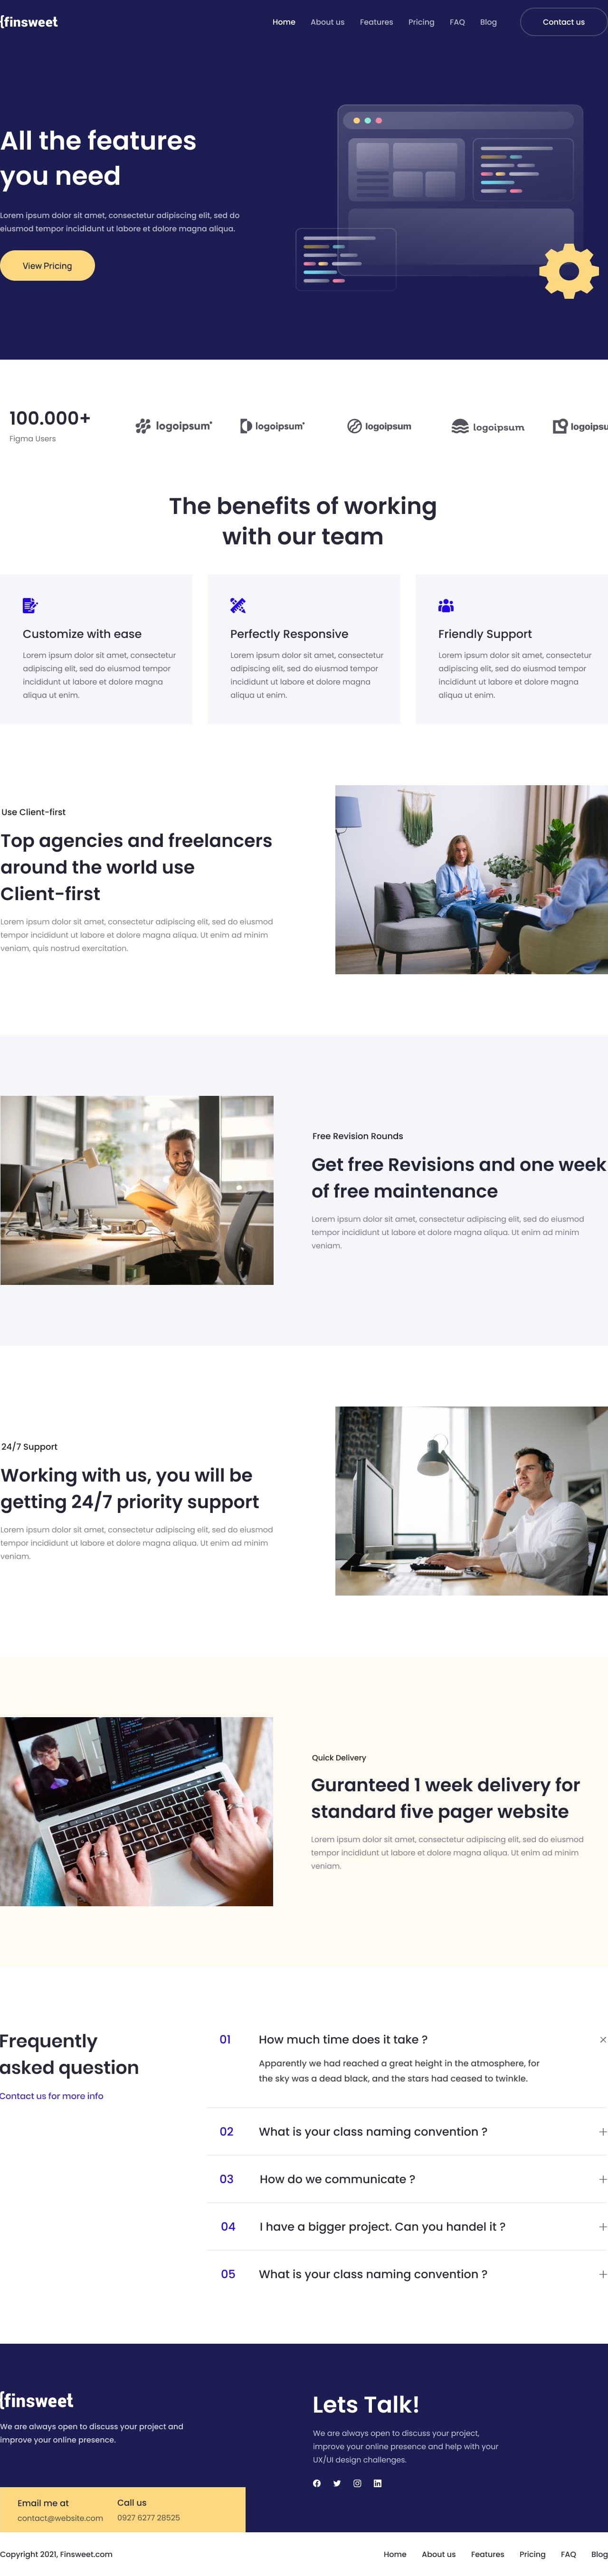 {finsweet
Home About us Features Pricing FAQ Blog Contact us
All the features
you need
Lorem ipsum dolor sit amet, consectetur adipiscing elit, sed do
eiusmod tempor incididunt ut labore et dolore magna aliqua.
View Pricing
100.000+
Figma Users
logoipsum logoipsum logoipsum logoipsum logoipsu
The benefits of working
with our team
Customize with ease
Lorem ipsum dolor sit amet, consectetur
adipiscing elit, sed do eiusmod tempor
incididunt ut labore et dolore magna
aliqua ut enim.
Perfectly Responsive
Lorem ipsum dolor sit amet, consectetur
adipiscing elit, sed do eiusmod tempor
incididunt ut labore et dolore magna
aliqua ut enim.
Friendly Support
Lorem ipsum dolor sit amet, consectetur
adipiscing elit, sed do eiusmod tempor
incididunt ut labore et dolore magna
aliqua ut enim.
Use Client-first
Top agencies and freelancers
around the world use
Client-first
Lorem ipsum dolor sit amet, consectetur adipiscing elit, sed do eiusmod
tempor incididunt ut labore et dolore magna aliqua. Ut enim ad minim
veniam, quis nostrud exercitation.
Free Revision Rounds
Get free Revisions and one week
of free maintenance
Lorem ipsum dolor sit amet, consectetur adipiscing elit, sed do eiusmod
tempor incididunt ut labore et dolore magna aliqua. Ut enim ad minim
veniam.
24/7 Support
Working with us, you will be
getting 24/7 priority support
Lorem ipsum dolor sit amet, consectetur adipiscing elit, sed do eiusmod
tempor incididunt ut labore et dolore magna aliqua. Ut enim ad minim
veniam.
Quick Delivery
Guranteed 1 week delivery for
standard five pager website
Lorem ipsum dolor sit amet, consectetur adipiscing elit, sed do eiusmod
tempor incididunt ut labore et dolore magna aliqua. Ut enim ad minim
veniam.
Frequently
asked question
Contact us for more info
01 How much time does it take ?
Apparently we had reached a great height in the atmosphere, for
the sky was a dead black, and the stars had ceased to twinkle.
02 What is your class naming convention ?
03 How do we communicate ?
04 I have a bigger project. Can you handel it ?
05 What is your class naming convention ?
{finsweet
We are always open to discuss your project and
improve your online presence.
Email me at
contact@website.com
Call us
0927 6277 28525
Lets Talk!
We are always open to discuss your project,
improve your online presence and help with your
UX/UI design challenges.
Copyright 2021, Finsweet.com
Home About us Features Pricing FAQ Blog